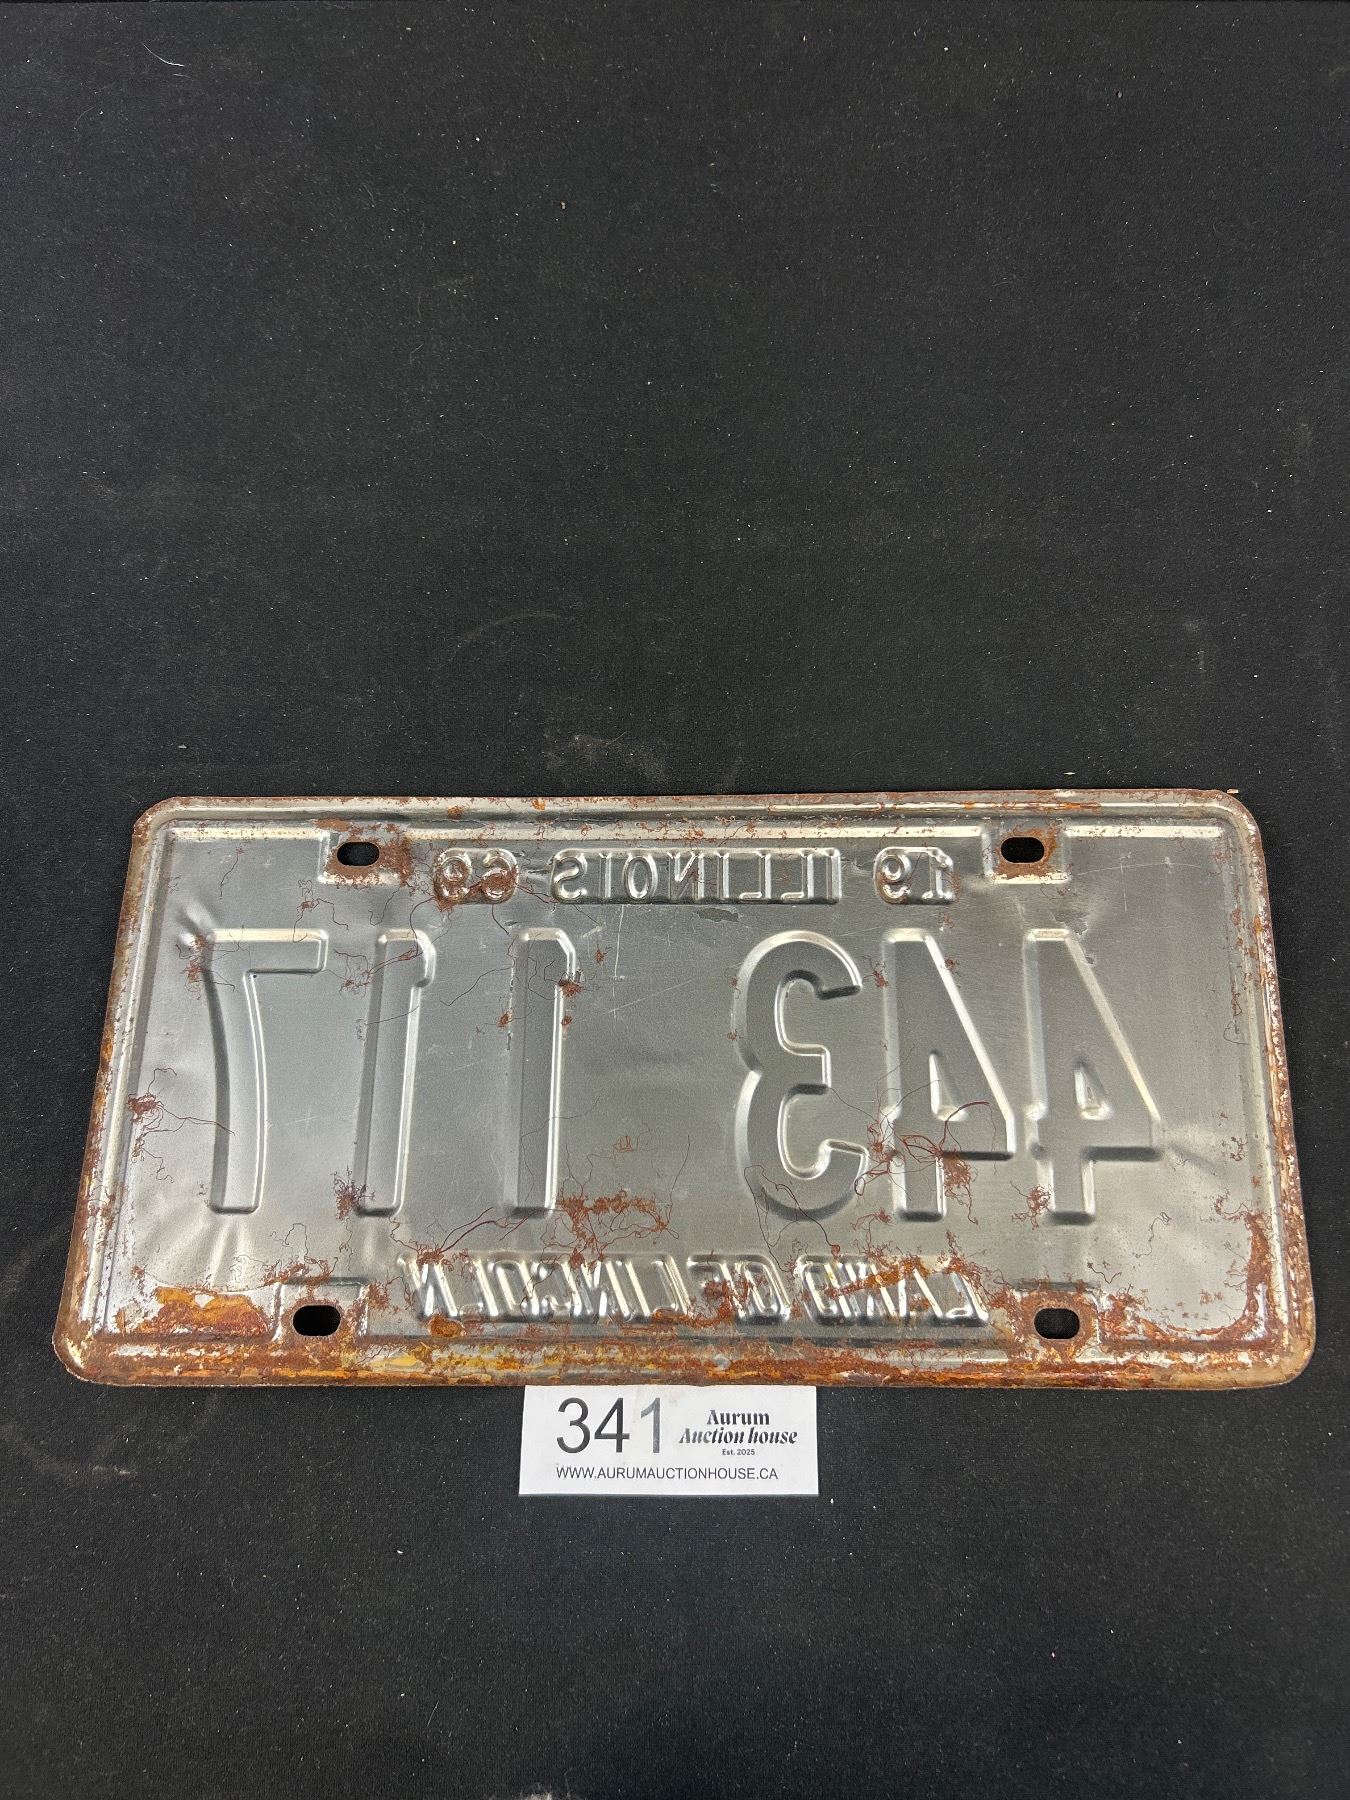 19 ILLINOIS 69
443 117
LAND OF LINCOLN
341 Aurum
Auction house
Est. 2025
WWW.AURUMAUCTIONHOUSE.CA